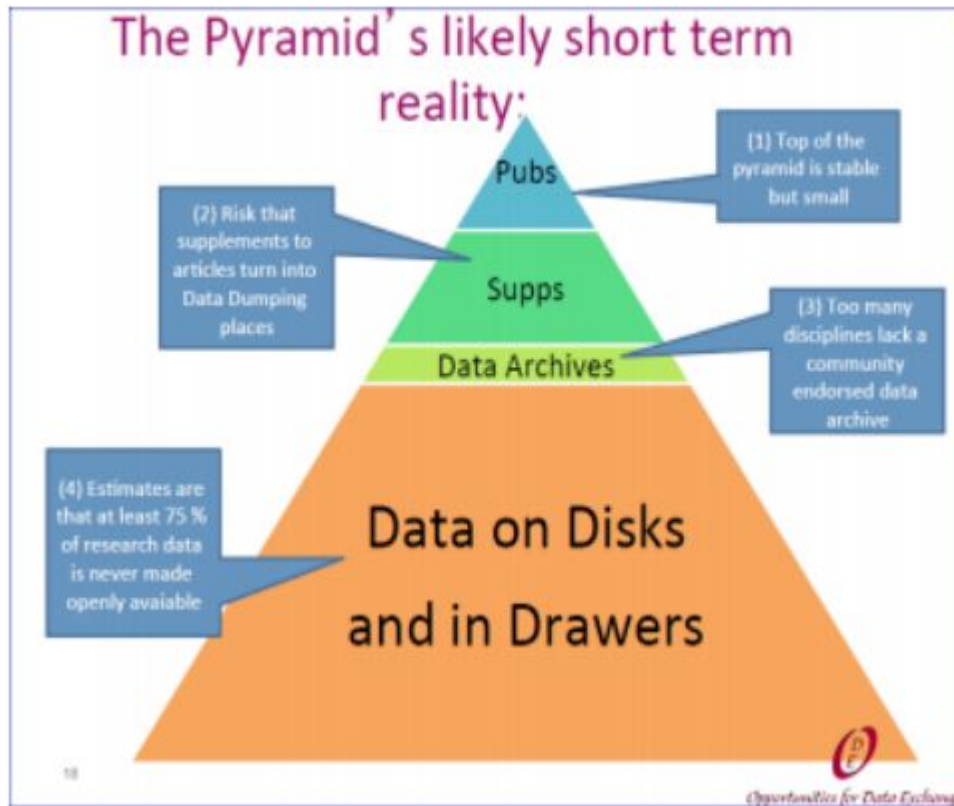 The Pyramid's likely short term
reality:
Pubs
(1) Top of the
pyramid is stable
but small
(2) Risk that
supplements to
articles turn into
Data Dumping
places
Supps
(3) Too many
disciplines lack a
community
endorsed data
archive
Data Archives
(4) Estimates are
that at least 75 %
of research data
is never made
openly avaiable
Data on Disks
and in Drawers
18
ODE
Opportunities for Data Exchang